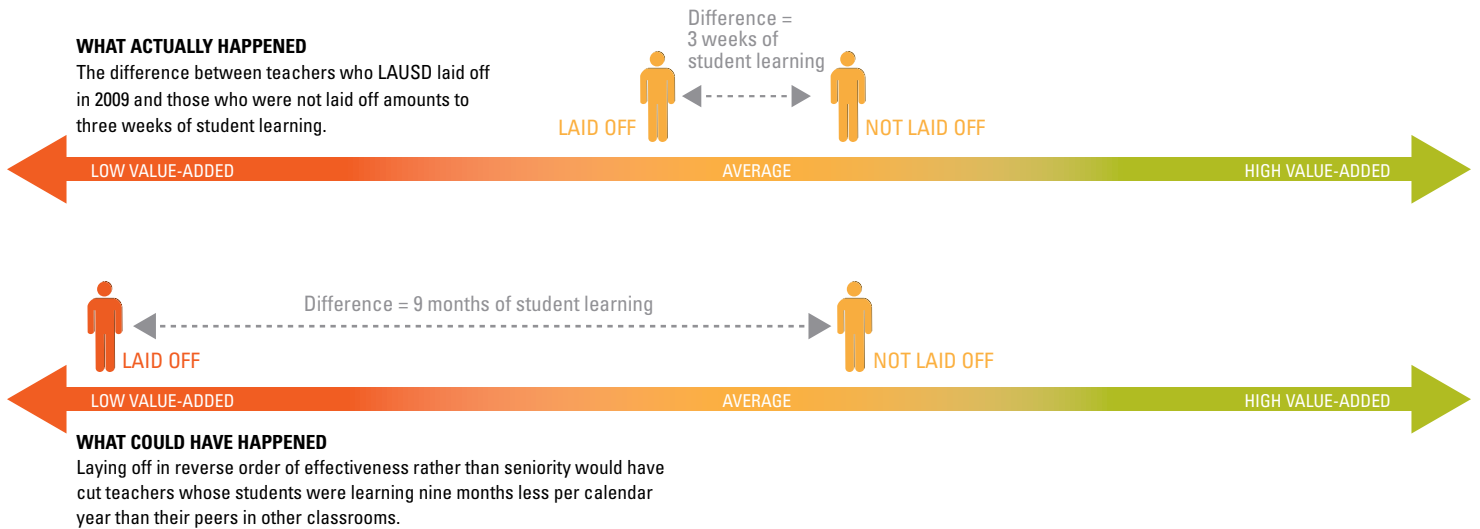 WHAT ACTUALLY HAPPENED
The difference between teachers who LAUSD laid off
in 2009 and those who were not laid off amounts to
three weeks of student learning.
Difference =
3 weeks of
student learning
LAID OFF
NOT LAID OFF
LOW VALUE-ADDED
AVERAGE
HIGH VALUE-ADDED
Difference = 9 months of student learning
LAID OFF
NOT LAID OFF
LOW VALUE-ADDED
AVERAGE
HIGH VALUE-ADDED
WHAT COULD HAVE HAPPENED
Laying off in reverse order of effectiveness rather than seniority would have
cut teachers whose students were learning nine months less per calendar
year than their peers in other classrooms.